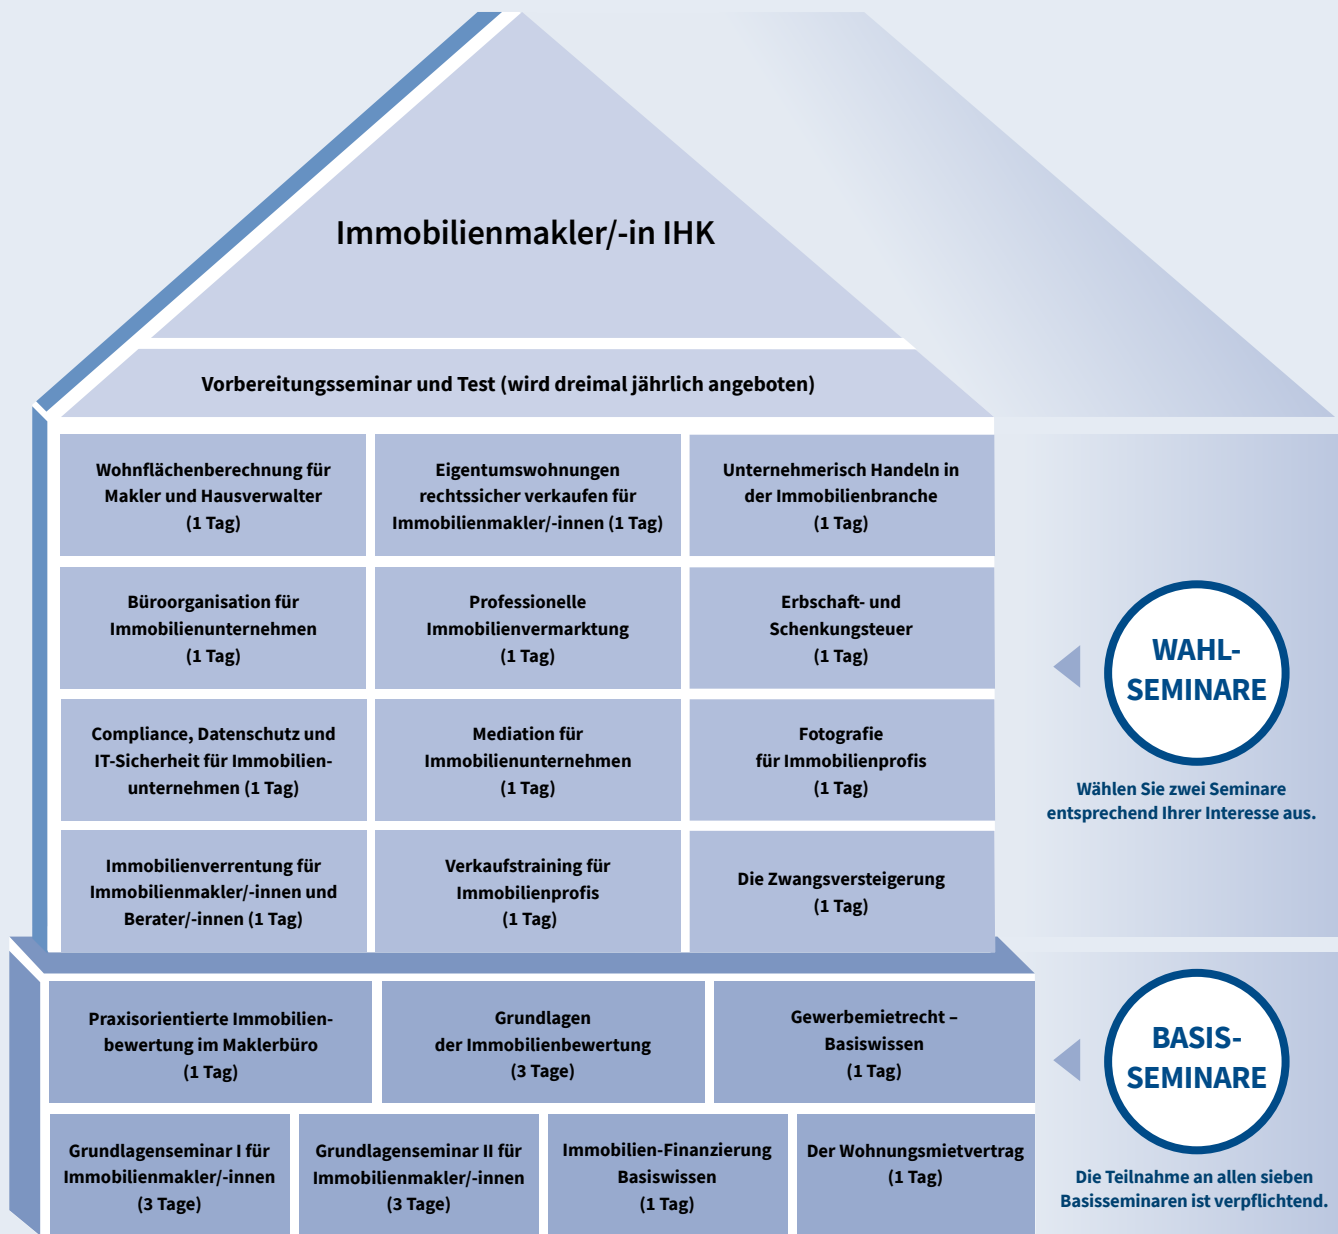 Immobilienmakler/-in IHK
Vorbereitungsseminar und Test (wird dreimal jährlich angeboten)
Wohnflächenberechnung für
Makler und Hausverwalter
(1 Tag)
Eigentumswohnungen
rechtssicher verkaufen für
Immobilienmakler/-innen (1 Tag)
Unternehmerisch Handeln in
der Immobilienbranche
(1 Tag)
Büroorganisation für
Immobilienunternehmen
(1 Tag)
Professionelle
Immobilienvermarktung
(1 Tag)
Erbschaft- und
Schenkungsteuer
(1 Tag)
Compliance, Datenschutz und
IT-Sicherheit für Immobilien-
unternehmen (1 Tag)
Mediation für
Immobilienunternehmen
(1 Tag)
Fotografie
für Immobilienprofis
(1 Tag)
Immobilienverrentung für
Immobilienmakler/-innen und
Berater/-innen (1 Tag)
Verkaufstraining für
Immobilienprofis
(1 Tag)
Die Zwangsversteigerung
(1 Tag)
WAHL-
SEMINARE
Wählen Sie zwei Seminare
entsprechend Ihrer Interesse aus.
Praxisorientierte Immobilien-
bewertung im Maklerbüro
(1 Tag)
Grundlagen
der Immobilienbewertung
(3 Tage)
Gewerbemietrecht –
Basiswissen
(1 Tag)
Grundlagenseminar I für
Immobilienmakler/-innen
(3 Tage)
Grundlagenseminar II für
Immobilienmakler/-innen
(3 Tage)
Immobilien-Finanzierung
Basiswissen
(1 Tag)
Der Wohnungsmietvertrag
(1 Tag)
BASIS-
SEMINARE
Die Teilnahme an allen sieben
Basisseminaren ist verpflichtend.